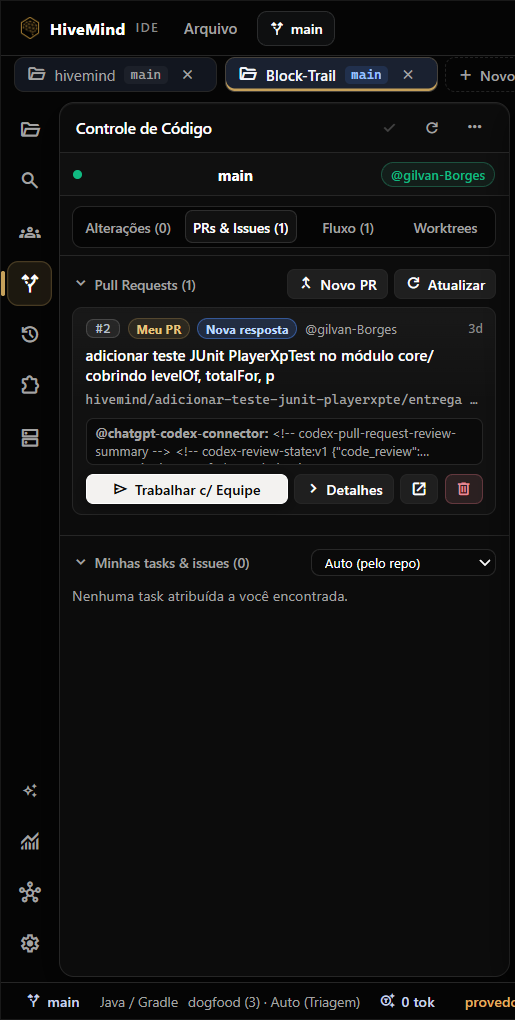 HiveMind IDE Arquivo main
hivemind main × Block-Trail main × + Novo
Controle de Código
main @gilvan-Borges
Alterações (0) PRs & Issues (1) Fluxo (1) Worktrees
Pull Requests (1) Novo PR Atualizar
#2 Meu PR Nova resposta @gilvan-Borges 3d
adicionar teste JUnit PlayerXpTest no módulo core/
cobrindo levelOf, totalFor, p
hivemind/adicionar-teste-junit-playerxpte/entrega …
@chatgpt-codex-connector: <!-- codex-pull-request-review-
summary --> <!-- codex-review-state:v1 {"code_review":...
Trabalhar c/ Equipe Detalhes
Minhas tasks & issues (0) Auto (pelo repo)
Nenhuma task atribuída a você encontrada.
main Java / Gradle dogfood (3) · Auto (Triagem) 0 tok provedo